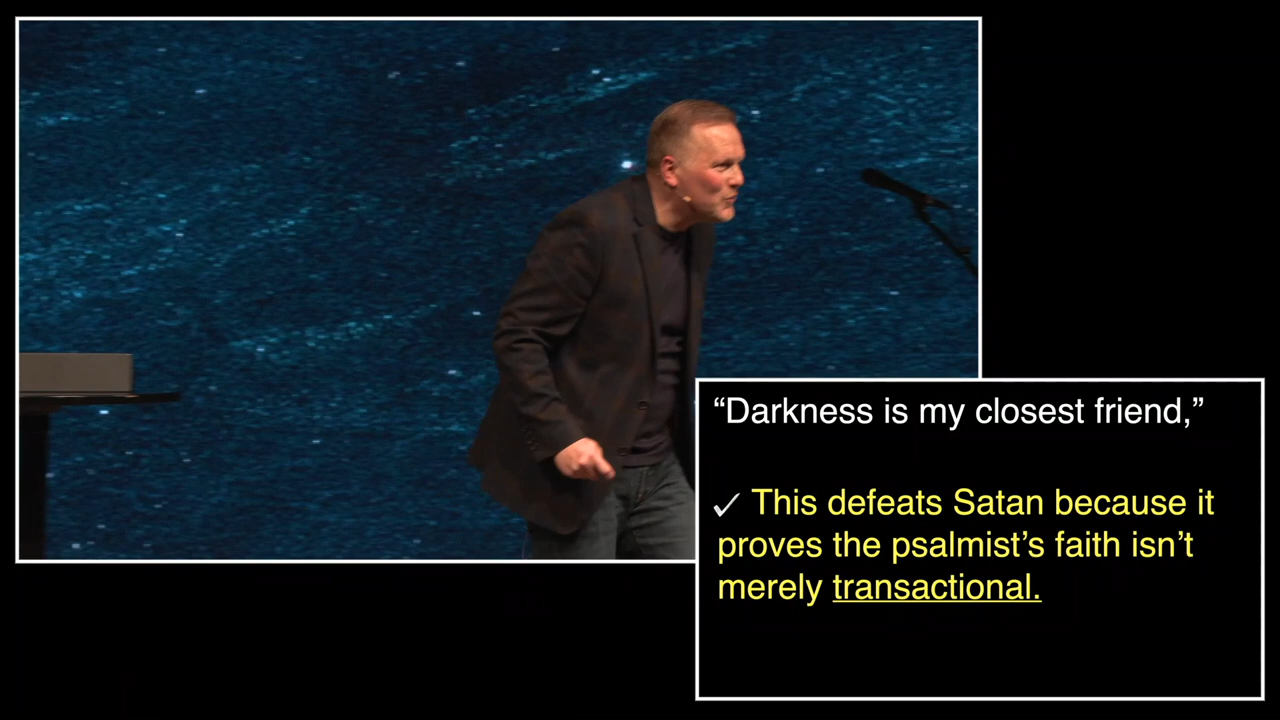 “Darkness is my closest friend,”
✓ This defeats Satan because it
proves the psalmist’s faith isn’t
merely transactional.